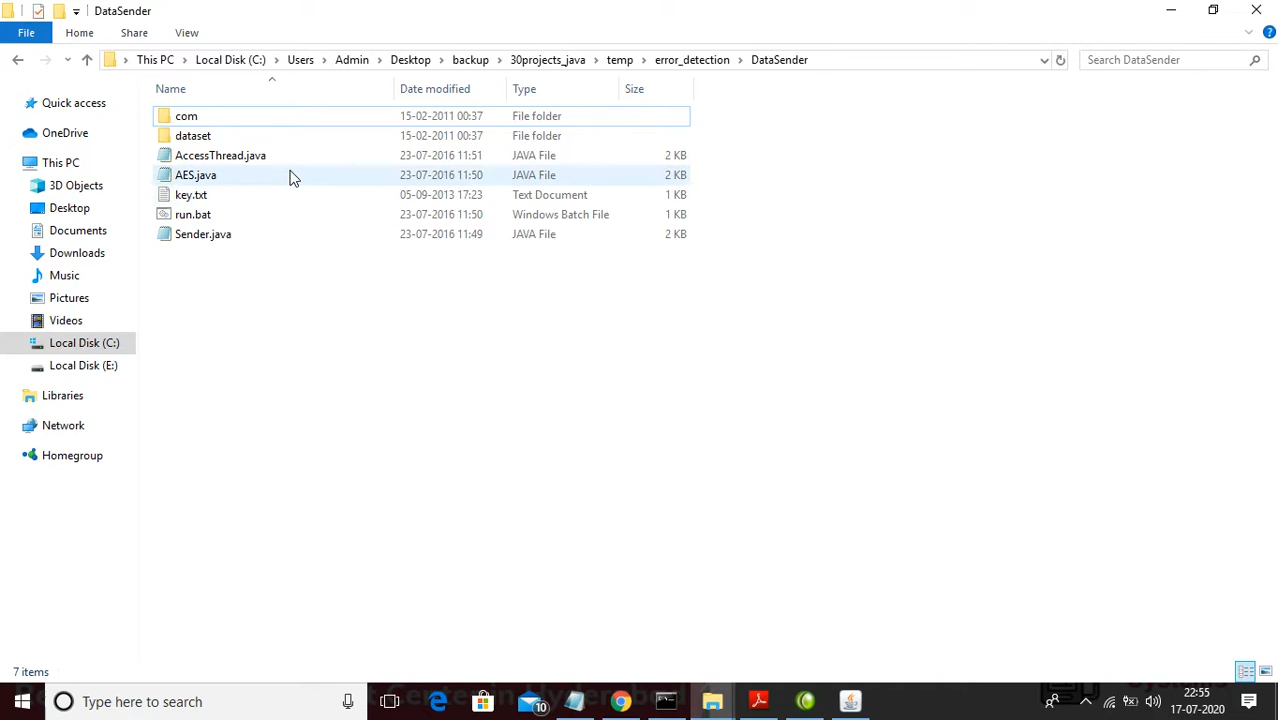 DataSender
File Home Share View
This PC Local Disk (C:) Users Admin Desktop backup 30projects_java temp error_detection DataSender Search DataSender
Name Date modified Type Size
Quick access
OneDrive
This PC
3D Objects
Desktop
Documents
Downloads
Music
Pictures
Videos
Local Disk (C:)
Local Disk (E:)
Libraries
Network
Homegroup
com 15-02-2011 00:37 File folder
dataset 15-02-2011 00:37 File folder
AccessThread.java 23-07-2016 11:51 JAVA File 2 KB
AES.java 23-07-2016 11:50 JAVA File 2 KB
key.txt 05-09-2013 17:23 Text Document 1 KB
run.bat 23-07-2016 11:50 Windows Batch File 1 KB
Sender.java 23-07-2016 11:49 JAVA File 2 KB
7 items
Type here to search
10
22:55
17-07-2020